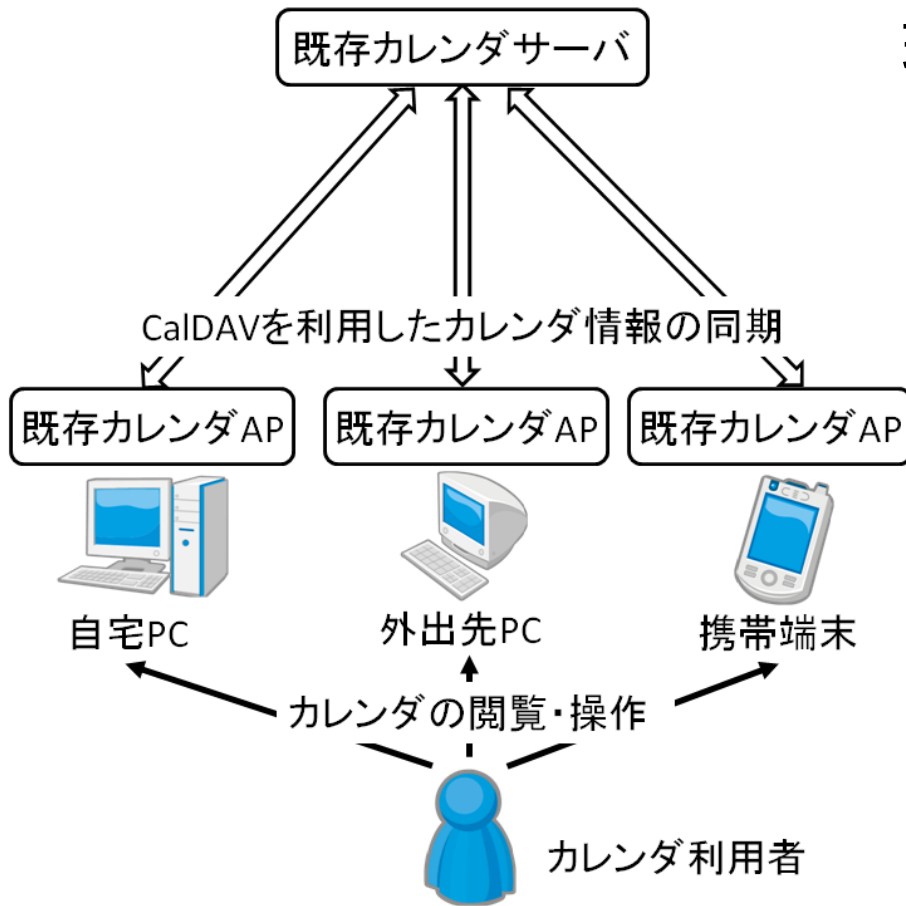 既存カレンダサーバ
CalDAVを利用したカレンダ情報の同期
既存カレンダAP
既存カレンダAP
既存カレンダAP
自宅PC
外出先PC
携帯端末
カレンダの閲覧・操作
カレンダ利用者